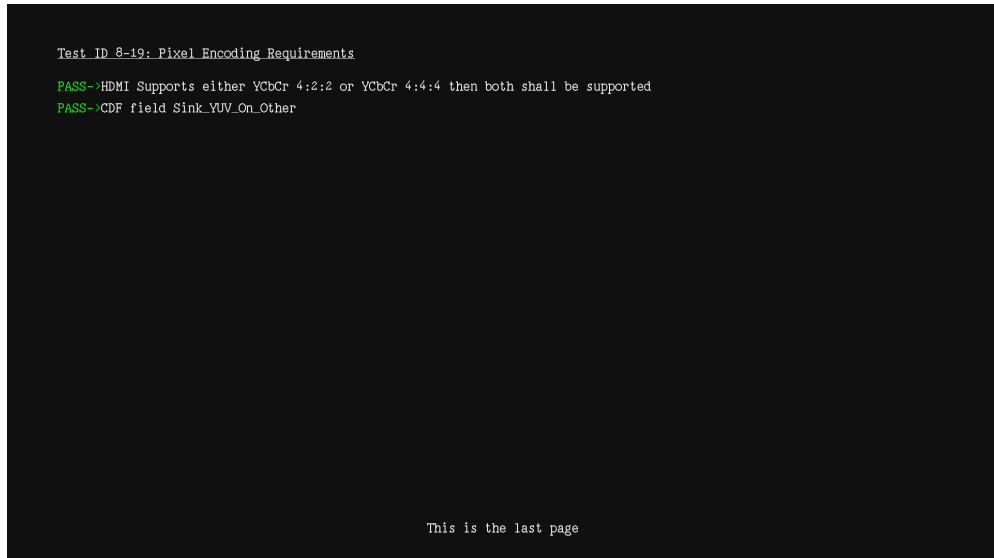 Test ID 8-19: Pixel Encoding Requirements
PASS->HDMI Supports either YCbCr 4:2:2 or YCbCr 4:4:4 then both shall be supported
PASS->CDF field Sink_YUV_On_Other
This is the last page